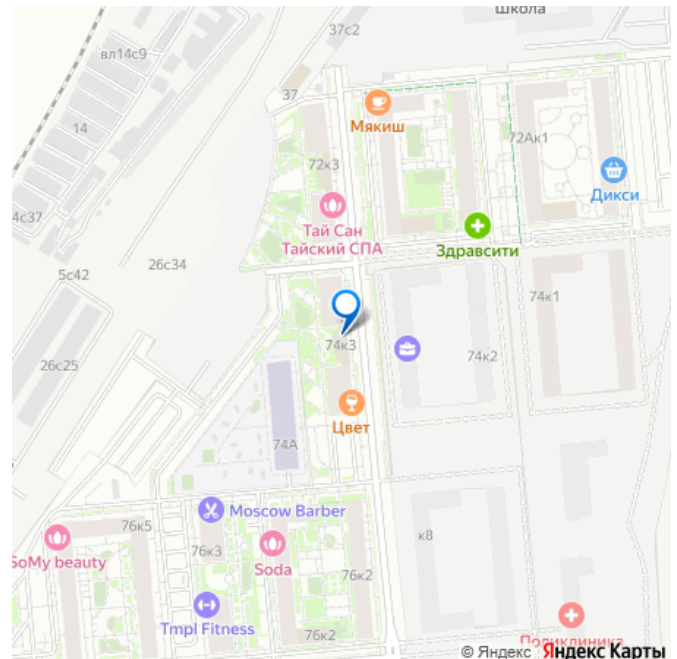 Школа
37с2
вл14с9
37
14
Мякиш
72Ак1
72к3
Дикси
4с37
Тай Сан
Тайский СПА
Здравсити
5с42
26с34
74к1
74к3
74к2
26с25
Цвет
74А
76к5
Moscow Barber
к8
76к3
SoMy beauty
Soda
76к2
Tmpl Fitness
76к2
Поликлиника
© Яндекс Яндекс Карты